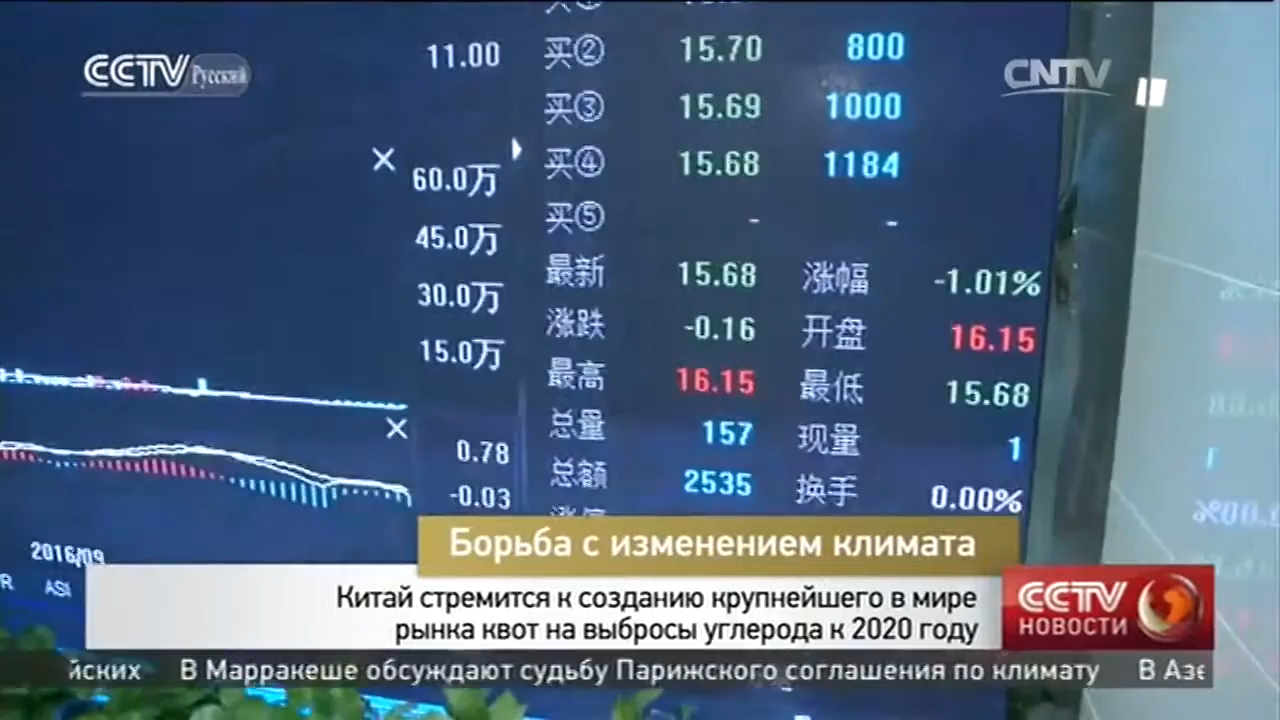 CCTV Русский
CNTV
11.00
60.0万
45.0万
30.0万
15.0万
0.78
-0.03
2016/09
ASI
买② 15.70 800
买③ 15.69 1000
买④ 15.68 1184
买⑤ - -
最新 15.68 涨幅 -1.01%
涨跌 -0.16 开盘 16.15
最高 16.15 最低 15.68
总量 157 现量 1
总额 2535 换手 0.00%
Борьба с изменением климата
Китай стремится к созданию крупнейшего в мире
рынка квот на выбросы углерода к 2020 году
CCTV
НОВОСТИ
йских В Марракеше обсуждают судьбу Парижского соглашения по климату В Азе